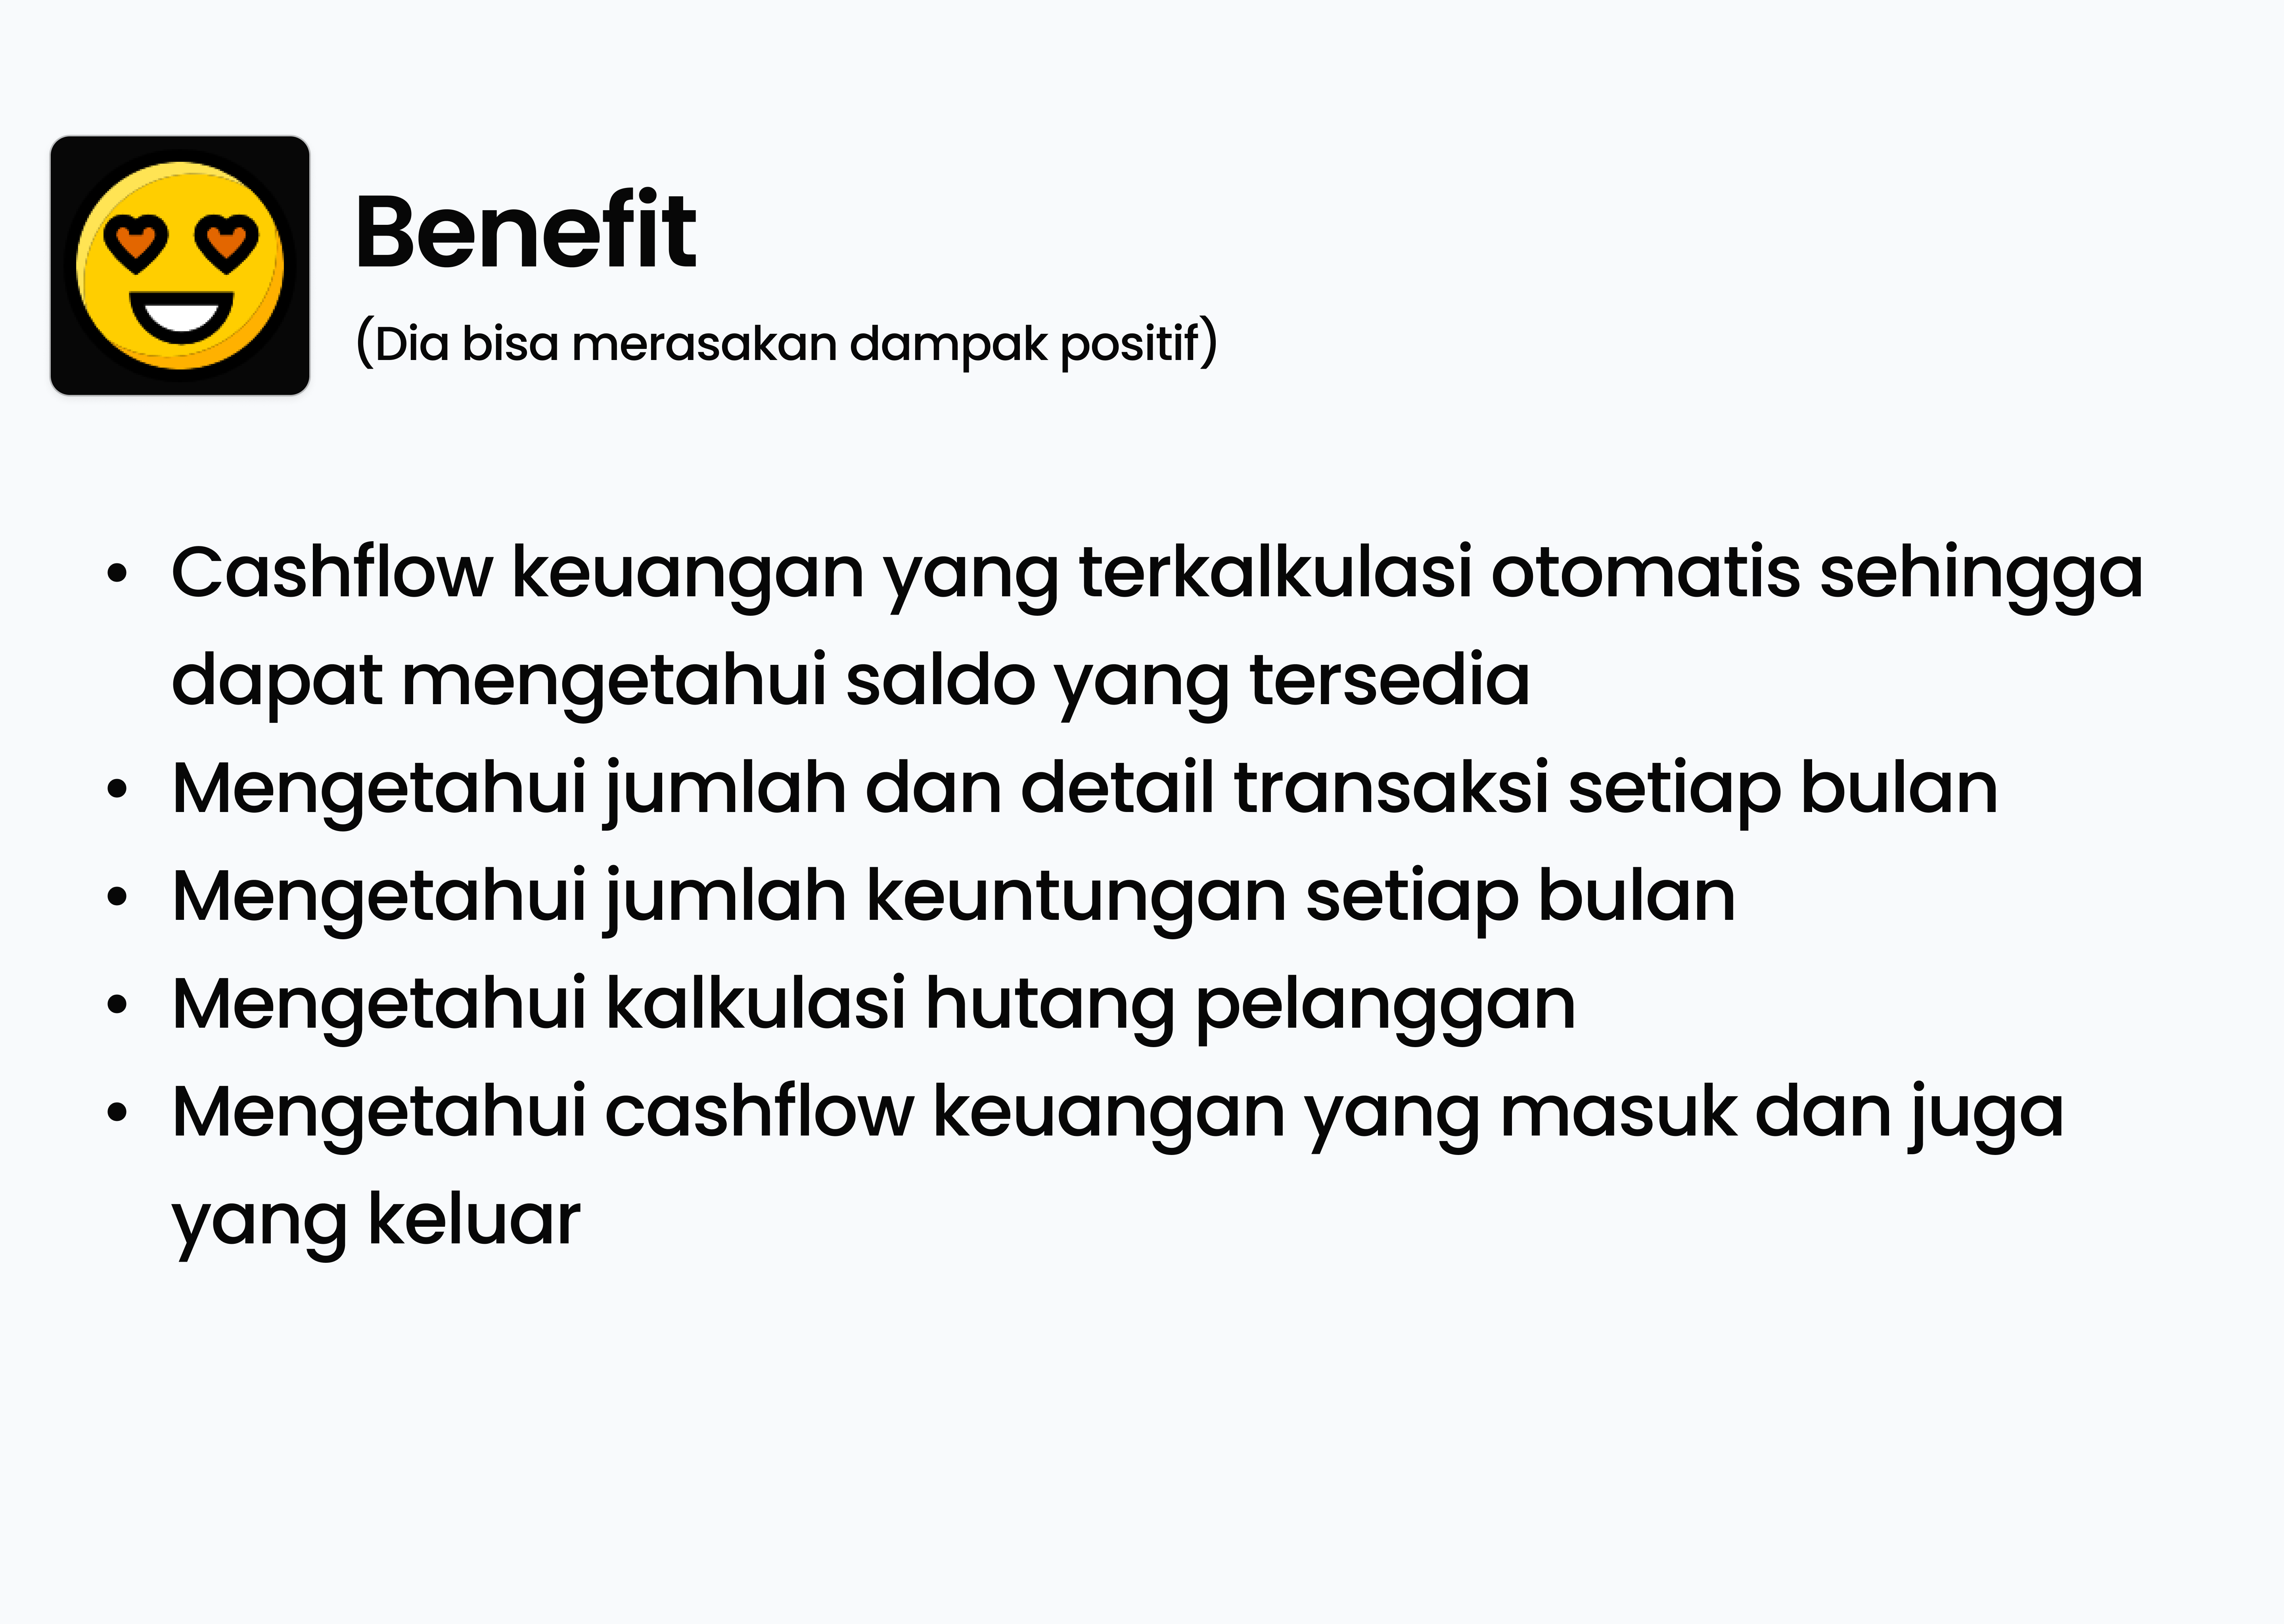 Benefit
(Dia bisa merasakan dampak positif)
• Cashflow keuangan yang terkalkulasi otomatis sehingga
dapat mengetahui saldo yang tersedia
• Mengetahui jumlah dan detail transaksi setiap bulan
• Mengetahui jumlah keuntungan setiap bulan
• Mengetahui kalkulasi hutang pelanggan
• Mengetahui cashflow keuangan yang masuk dan juga
yang keluar